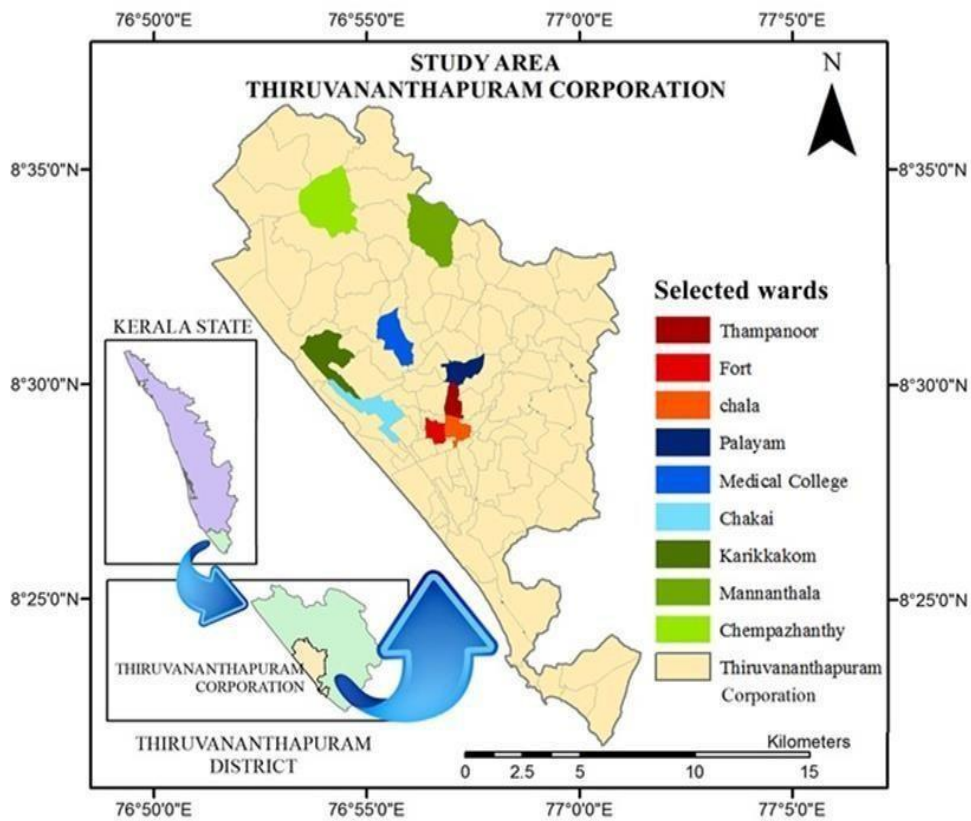 76°50'0"E 76°55'0"E 77°0'0"E 77°5'0"E
STUDY AREA
THIRUVANANTHAPURAM CORPORATION
N
8°35'0"N
8°35'0"N
Selected wards
Thampanoor
Fort
chala
Palayam
Medical College
Chakai
Karikkakom
Mannanthala
Chempazhanthy
Thiruvananthapuram
Corporation
KERALA STATE
8°30'0"N
8°30'0"N
8°25'0"N
8°25'0"N
THIRUVANANTHAPURAM
CORPORATION
THIRUVANANTHAPURAM
DISTRICT
Kilometers
0 2.5 5 10 15
76°50'0"E 76°55'0"E 77°0'0"E 77°5'0"E